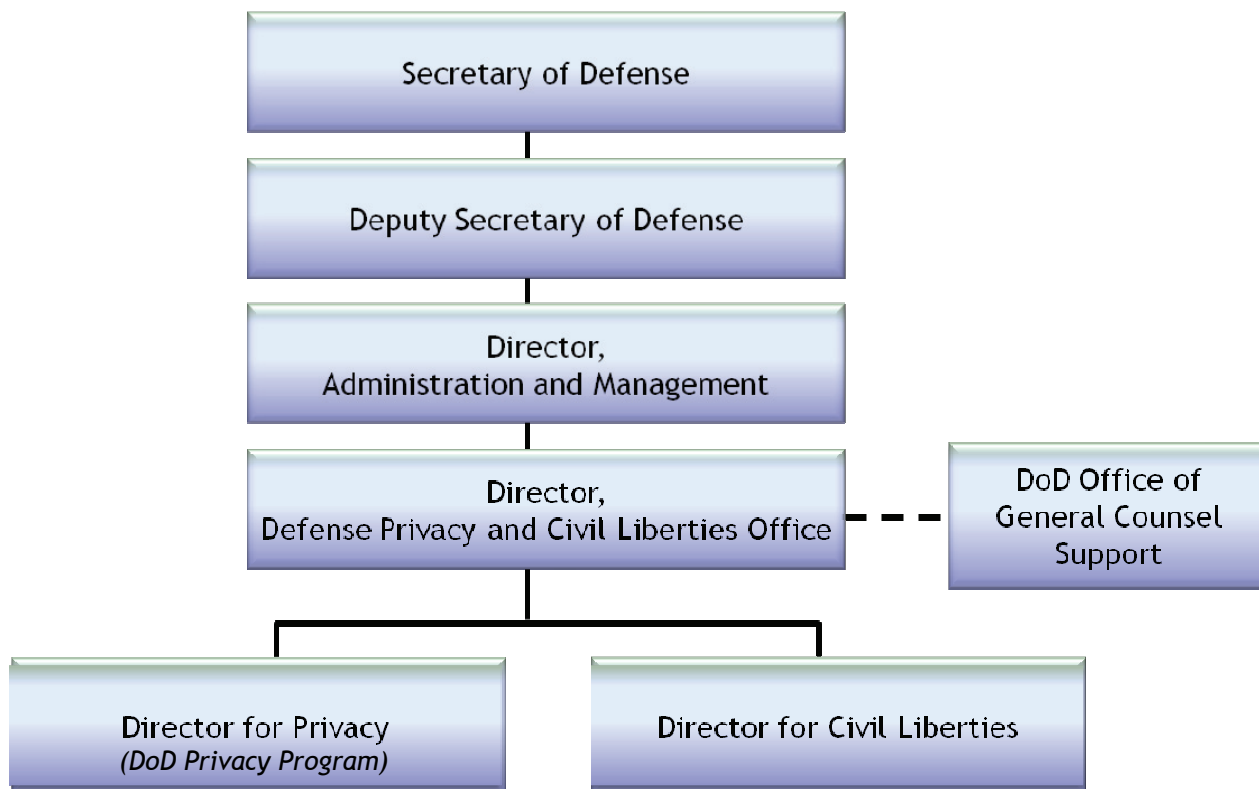 Secretary of Defense
Deputy Secretary of Defense
Director,
Administration and Management
Director,
Defense Privacy and Civil Liberties Office
DoD Office of
General Counsel
Support
Director for Privacy
(DoD Privacy Program)
Director for Civil Liberties